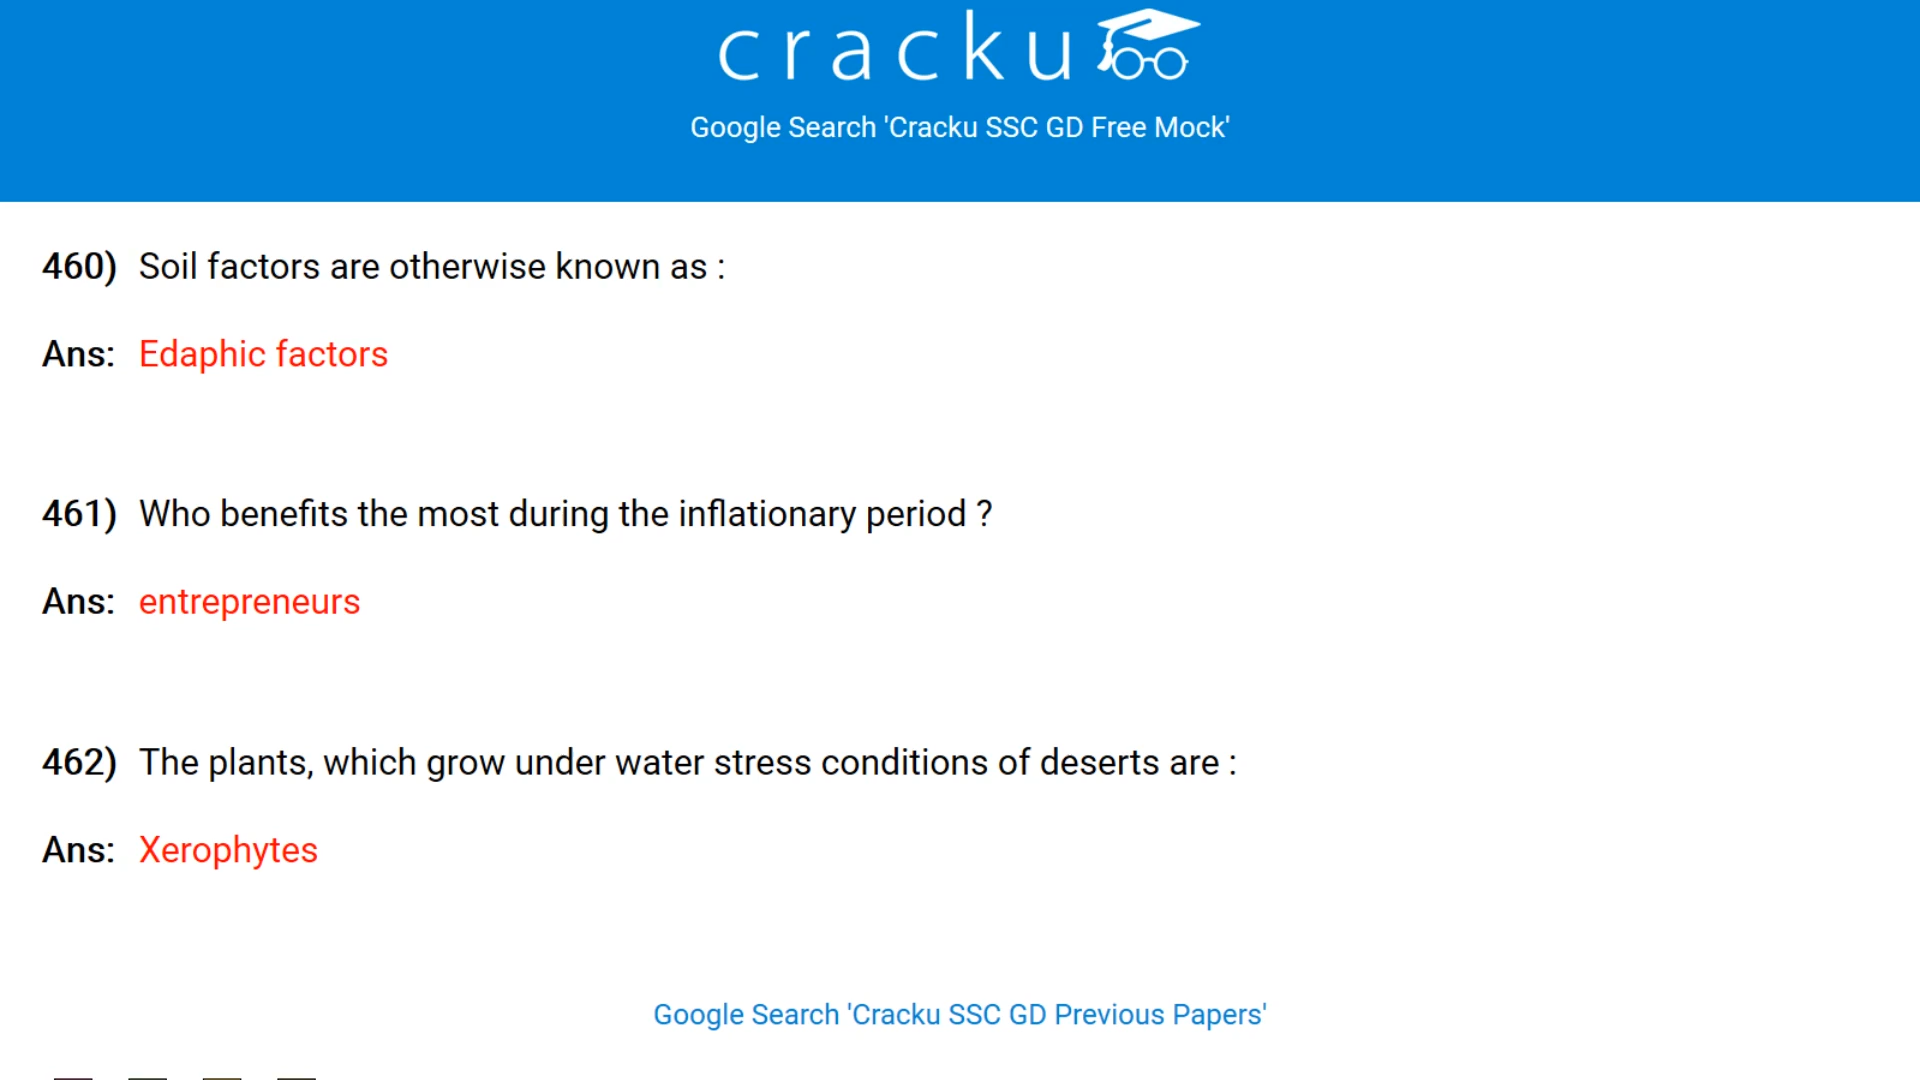 cracku
Google Search 'Cracku SSC GD Free Mock'
460) Soil factors are otherwise known as :
Ans: Edaphic factors
461) Who benefits the most during the inflationary period ?
Ans: entrepreneurs
462) The plants, which grow under water stress conditions of deserts are :
Ans: Xerophytes
Google Search 'Cracku SSC GD Previous Papers'